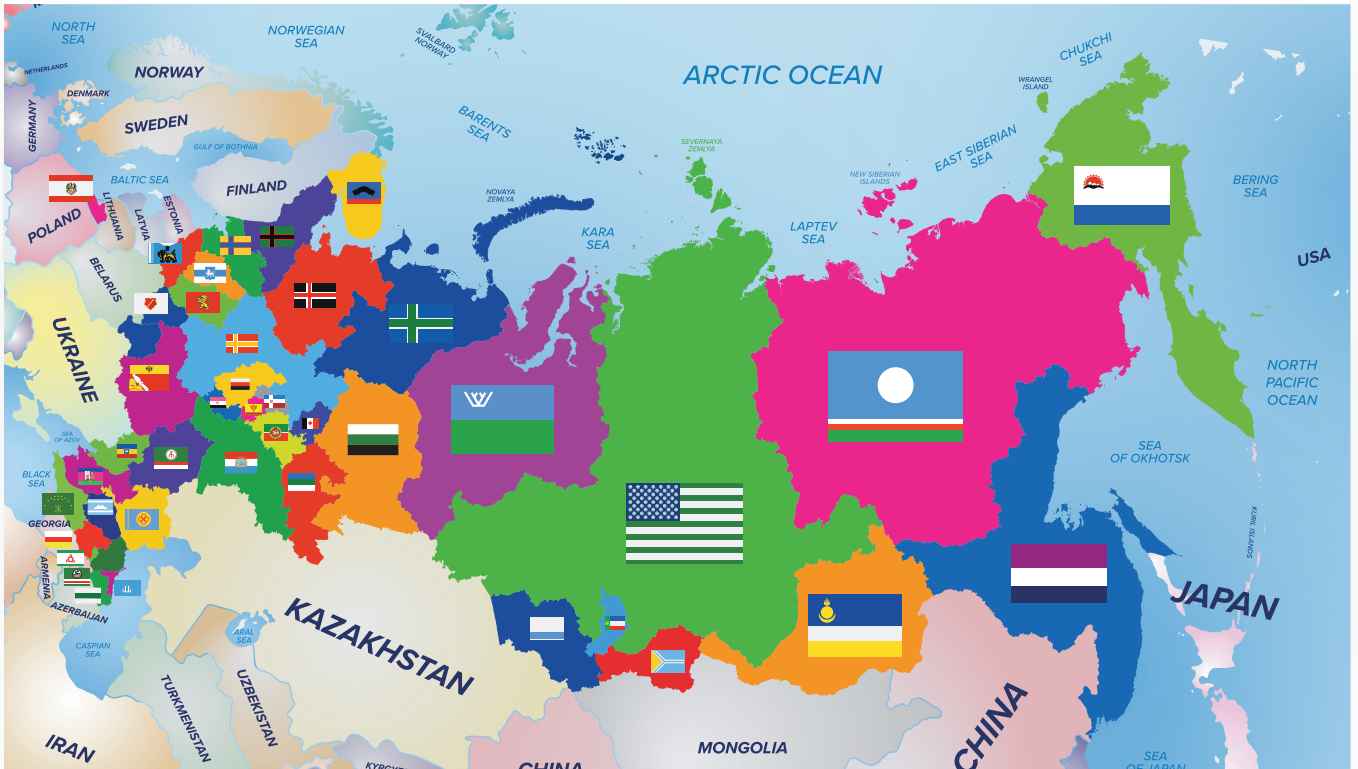 NORTH
SEA
NORWEGIAN
SEA
SVALBARD
NORWAY
CHUKCHI
SEA
ARCTIC OCEAN
NETHERLANDS
NORWAY
WRANGEL
ISLAND
DENMARK
GERMANY
SWEDEN
BARENTS
SEA
EAST SIBERIAN
SEA
GULF OF BOTHNIA
SEVERNAYA
ZEMLYA
BALTIC SEA
FINLAND
NEW SIBERIAN
ISLANDS
BERING
SEA
POLAND
LITHUANIA
LATVIA
ESTONIA
NOVAYA
ZEMLYA
KARA
SEA
LAPTEV
SEA
USA
BELARUS
UKRAINE
NORTH
PACIFIC
OCEAN
SEA
OF AZOV
SEA
OF OKHOTSK
BLACK
SEA
GEORGIA
KURIL ISLANDS
ARMENIA
AZERBAIJAN
JAPAN
KAZAKHSTAN
ARAL
SEA
CASPIAN
SEA
TURKMENISTAN
UZBEKISTAN
IRAN
MONGOLIA
CHINA
CHINA
KYRGY
SEA
OF JAPAN